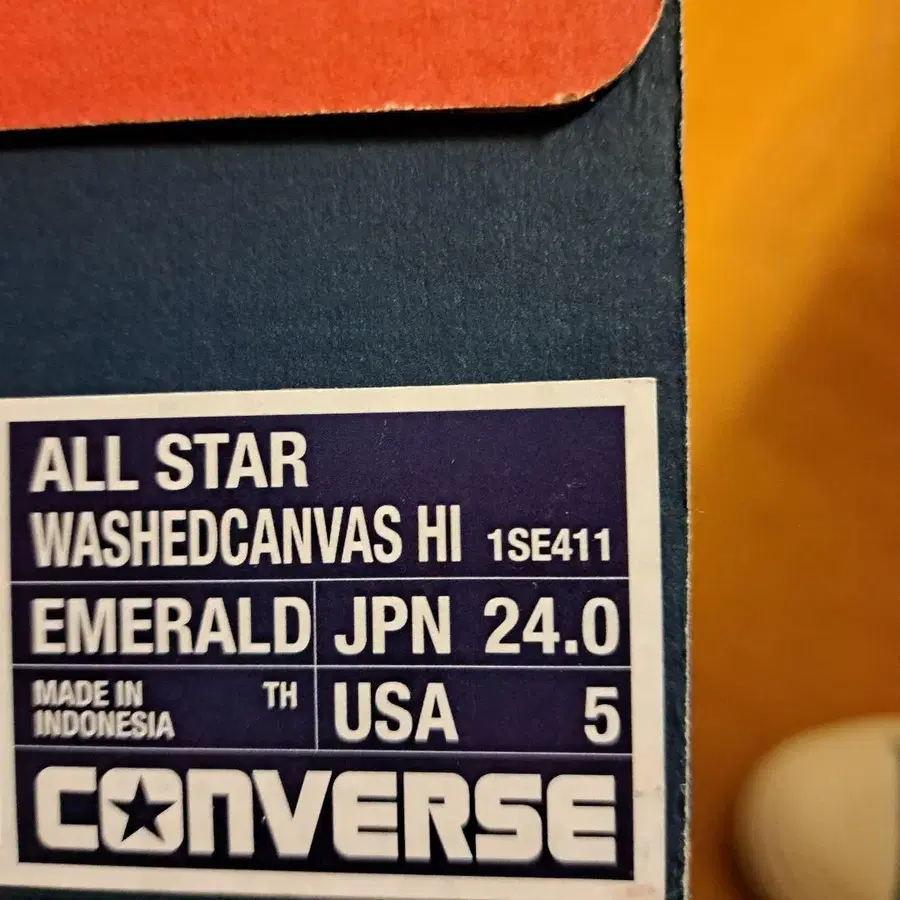 ALL STAR
WASHEDCANVAS HI 1SE411
EMERALD JPN 24.0
MADE IN INDONESIA TH USA 5
CONVERSE